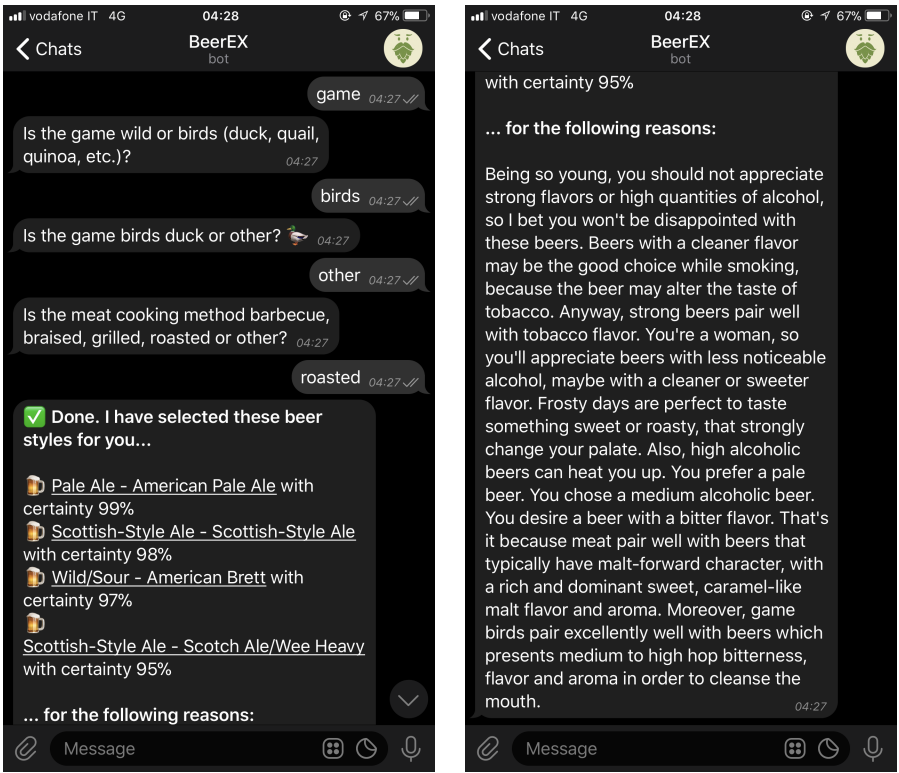 vodafone IT 4G 04:28 67%
Chats BeerEX
bot
game 04:27
Is the game wild or birds (duck, quail,
quinoa, etc.)? 04:27
birds 04:27
Is the game birds duck or other? 🦆 04:27
other 04:27
Is the meat cooking method barbecue,
braised, grilled, roasted or other? 04:27
roasted 04:27
✅ Done. I have selected these beer
styles for you...
🍺 Pale Ale - American Pale Ale with
certainty 99%
🍺 Scottish-Style Ale - Scottish-Style Ale
with certainty 98%
🍺 Wild/Sour - American Brett with
certainty 97%
🍺
Scottish-Style Ale - Scotch Ale/Wee Heavy
with certainty 95%
... for the following reasons:
Message
vodafone IT 4G 04:28 67%
Chats BeerEX
bot
with certainty 95%
... for the following reasons:
Being so young, you should not appreciate
strong flavors or high quantities of alcohol,
so I bet you won't be disappointed with
these beers. Beers with a cleaner flavor
may be the good choice while smoking,
because the beer may alter the taste of
tobacco. Anyway, strong beers pair well
with tobacco flavor. You're a woman, so
you'll appreciate beers with less noticeable
alcohol, maybe with a cleaner or sweeter
flavor. Frosty days are perfect to taste
something sweet or roasty, that strongly
change your palate. Also, high alcoholic
beers can heat you up. You prefer a pale
beer. You chose a medium alcoholic beer.
You desire a beer with a bitter flavor. That's
it because meat pair well with beers that
typically have malt-forward character, with
a rich and dominant sweet, caramel-like
malt flavor and aroma. Moreover, game
birds pair excellently well with beers which
presents medium to high hop bitterness,
flavor and aroma in order to cleanse the
mouth. 04:27
Message